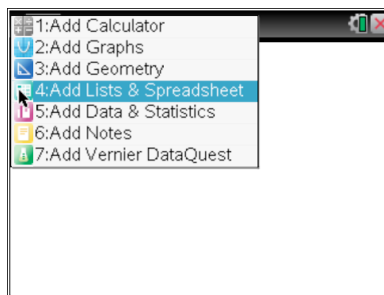 1:Add Calculator
2:Add Graphs
3:Add Geometry
4:Add Lists & Spreadsheet
5:Add Data & Statistics
6:Add Notes
7:Add Vernier DataQuest